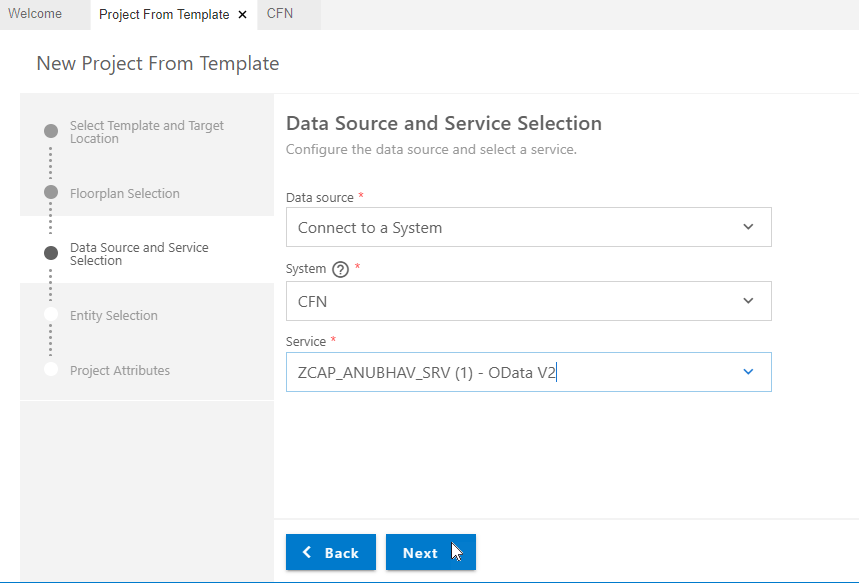 Welcome
Project From Template ×
CFN
New Project From Template
Select Template and Target
Location
Floorplan Selection
Data Source and Service
Selection
Entity Selection
Project Attributes
Data Source and Service Selection
Configure the data source and select a service.
Data source *
Connect to a System
System ? *
CFN
Service *
ZCAP_ANUBHAV_SRV (1) - OData V2
Back
Next